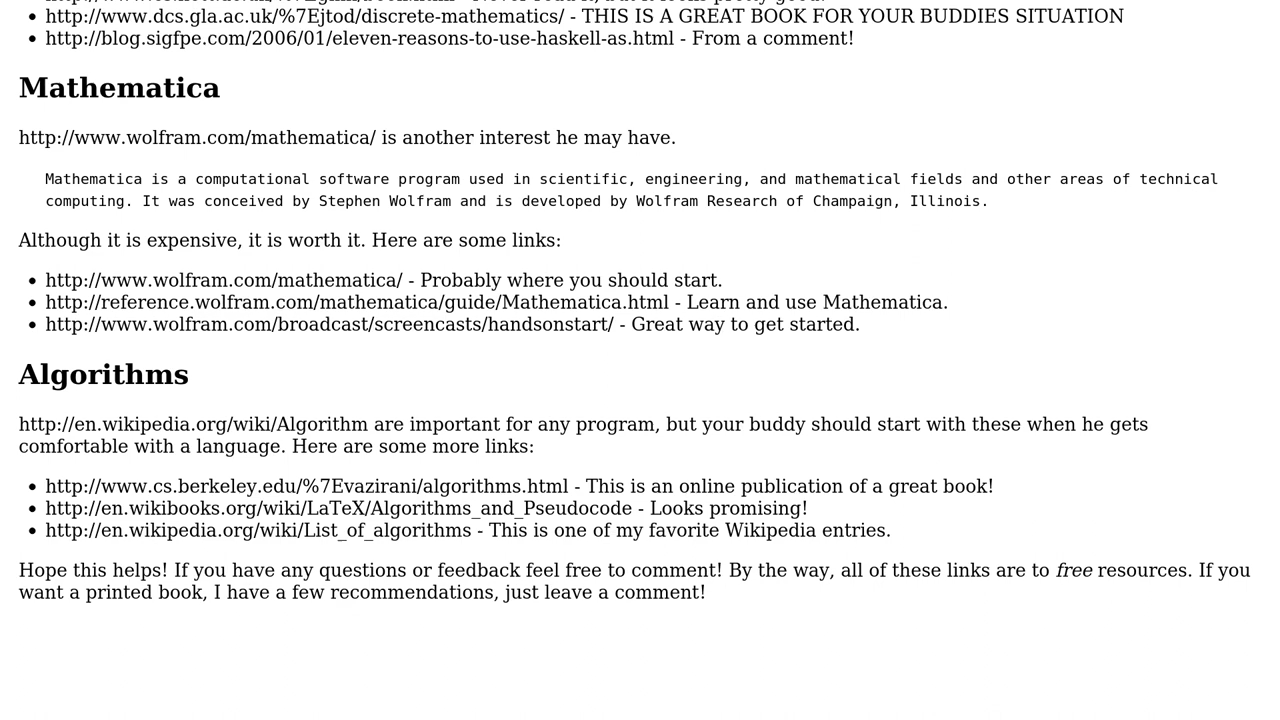 http://www.dcs.gla.ac.uk/%7Ejtod/discrete-mathematics/ - THIS IS A GREAT BOOK FOR YOUR BUDDIES SITUATION
http://blog.sigfpe.com/2006/01/eleven-reasons-to-use-haskell-as.html - From a comment!
Mathematica
http://www.wolfram.com/mathematica/ is another interest he may have.
Mathematica is a computational software program used in scientific, engineering, and mathematical fields and other areas of technical
computing. It was conceived by Stephen Wolfram and is developed by Wolfram Research of Champaign, Illinois.
Although it is expensive, it is worth it. Here are some links:
http://www.wolfram.com/mathematica/ - Probably where you should start.
http://reference.wolfram.com/mathematica/guide/Mathematica.html - Learn and use Mathematica.
http://www.wolfram.com/broadcast/screencasts/handsonstart/ - Great way to get started.
Algorithms
http://en.wikipedia.org/wiki/Algorithm are important for any program, but your buddy should start with these when he gets
comfortable with a language. Here are some more links:
http://www.cs.berkeley.edu/%7Evazirani/algorithms.html - This is an online publication of a great book!
http://en.wikibooks.org/wiki/LaTeX/Algorithms_and_Pseudocode - Looks promising!
http://en.wikipedia.org/wiki/List_of_algorithms - This is one of my favorite Wikipedia entries.
Hope this helps! If you have any questions or feedback feel free to comment! By the way, all of these links are to free resources. If you
want a printed book, I have a few recommendations, just leave a comment!